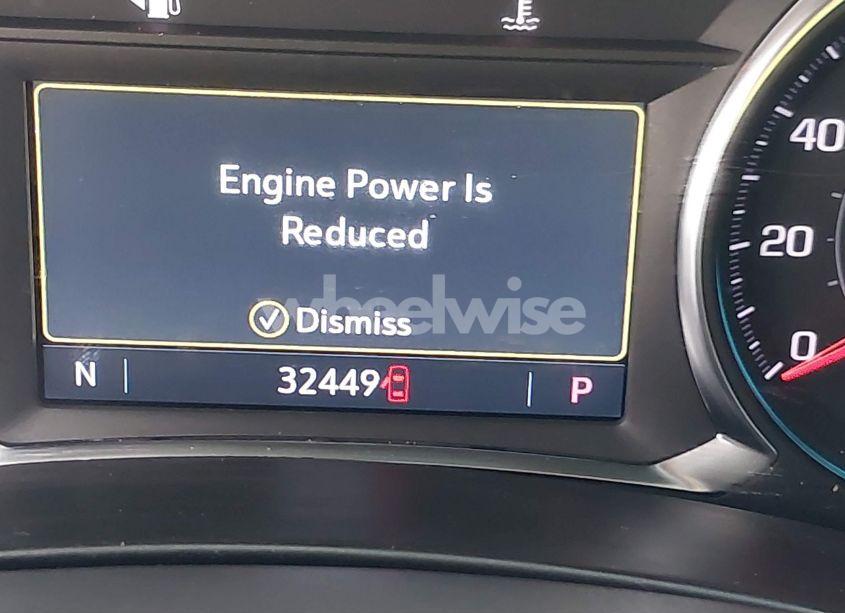 Engine Power Is
Reduced
Dismiss
wheelwise
N 32449 P
40
20
0